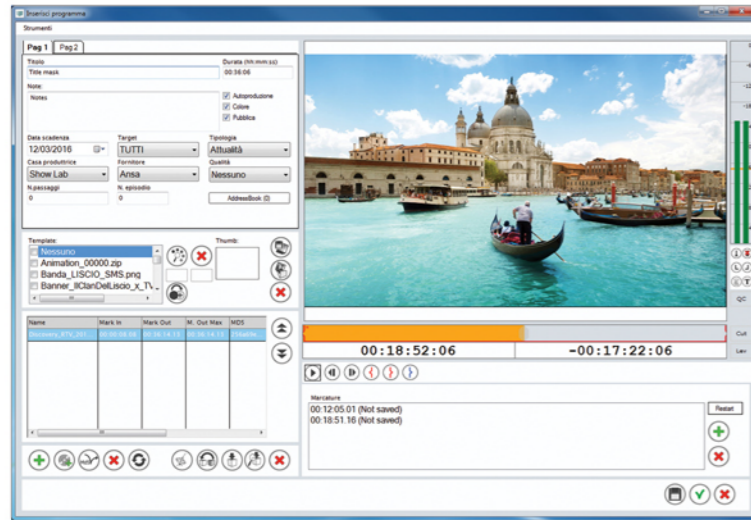 Inserisci programma
Strumenti
Pag 1
Pag 2
Titolo
Durata (hh:mm:ss)
Title mask
00:36:06
Note:
Notes
Autoproduzione
Colore
Pubblica
Data scadenza
Target
Tipologia
12/03/2016
TUTTI
Attualità
Casa produttrice
Fornitore
Qualità
Show Lab
Ansa
Nessuno
N.passaggi
N. episodio
0
0
AddressBook (0)
Template:
Thumb:
Nessuno
Animation_00000.zip
Banda_LISCIO_SMS.png
Banner_IlClanDelLiscio_x_TV
Name
Mark In
Mark Out
M. Out Max
MD5
00:18:52:06
-00:17:22:06
QC
Cut
Lev
Marcature
00:12:05.01 (Not saved)
00:18:51.16 (Not saved)
Restart